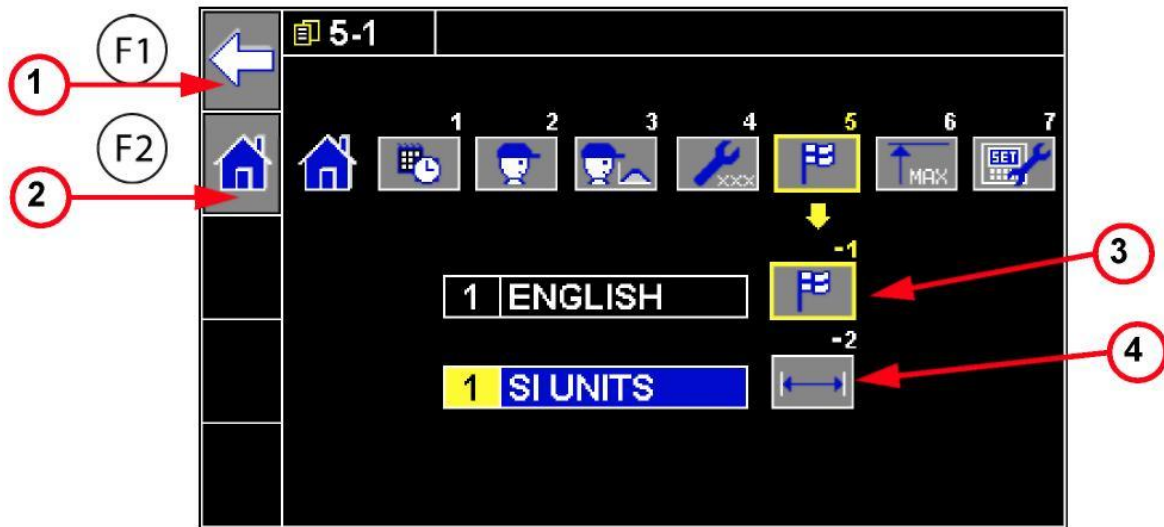 F1
5-1
1
F2
1 2 3 4 5 6 7
XXX
MAX
SET
2
-1
1 ENGLISH
3
-2
1 SI UNITS
4